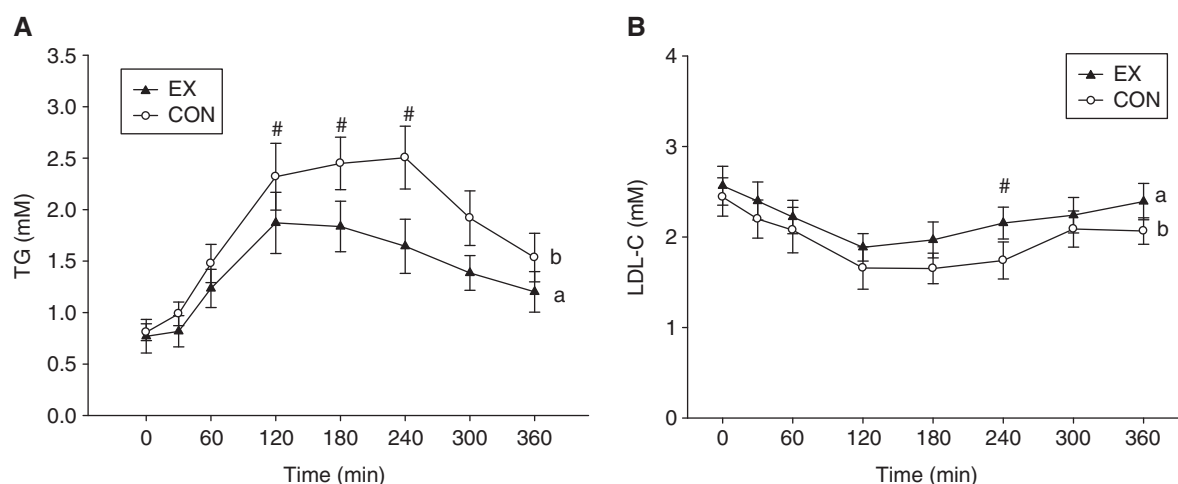 A
TG (mM)
3.5
3.0
2.5
2.0
1.5
1.0
0.5
0.0
EX
CON
# # #
b
a
0 60 120 180 240 300 360
Time (min)
B
LDL-C (mM)
4
3
2
1
0
EX
CON
#
a
b
0 60 120 180 240 300 360
Time (min)